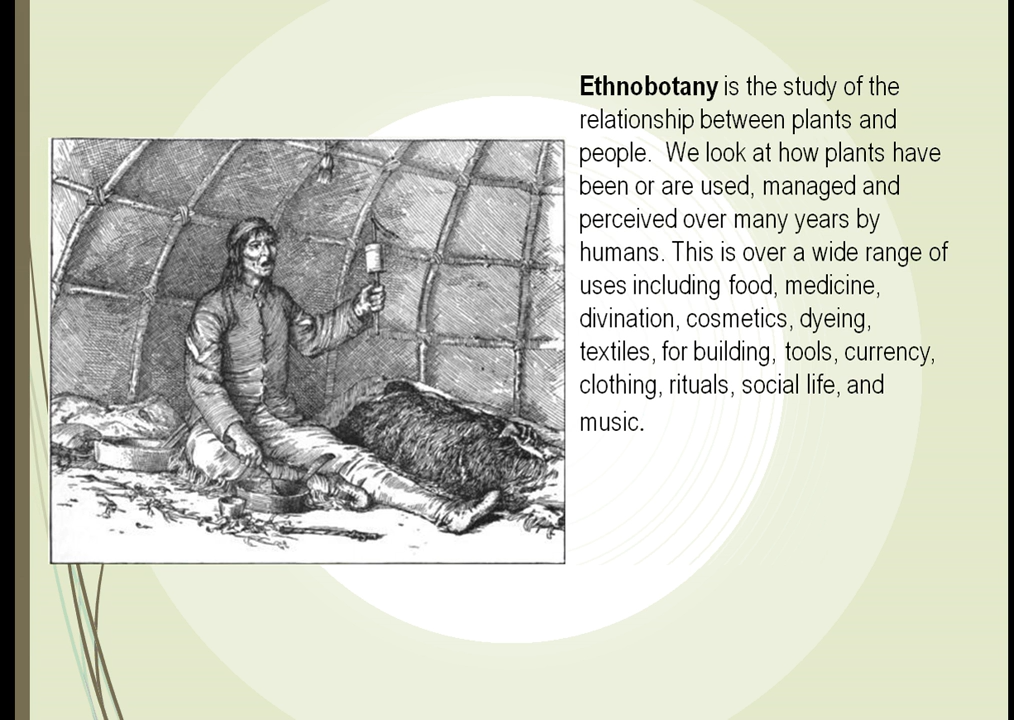 Ethnobotany is the study of the
relationship between plants and
people.  We look at how plants have
been or are used, managed and
perceived over many years by
humans. This is over a wide range of
uses including food, medicine,
divination, cosmetics, dyeing,
textiles, for building, tools, currency,
clothing, rituals, social life, and
music.